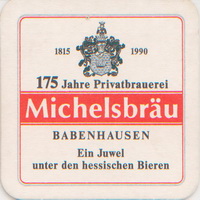 1815 1990
175 Jahre Privatbrauerei
Michelsbräu
BABENHAUSEN
Ein Juwel
unter den hessischen Bieren